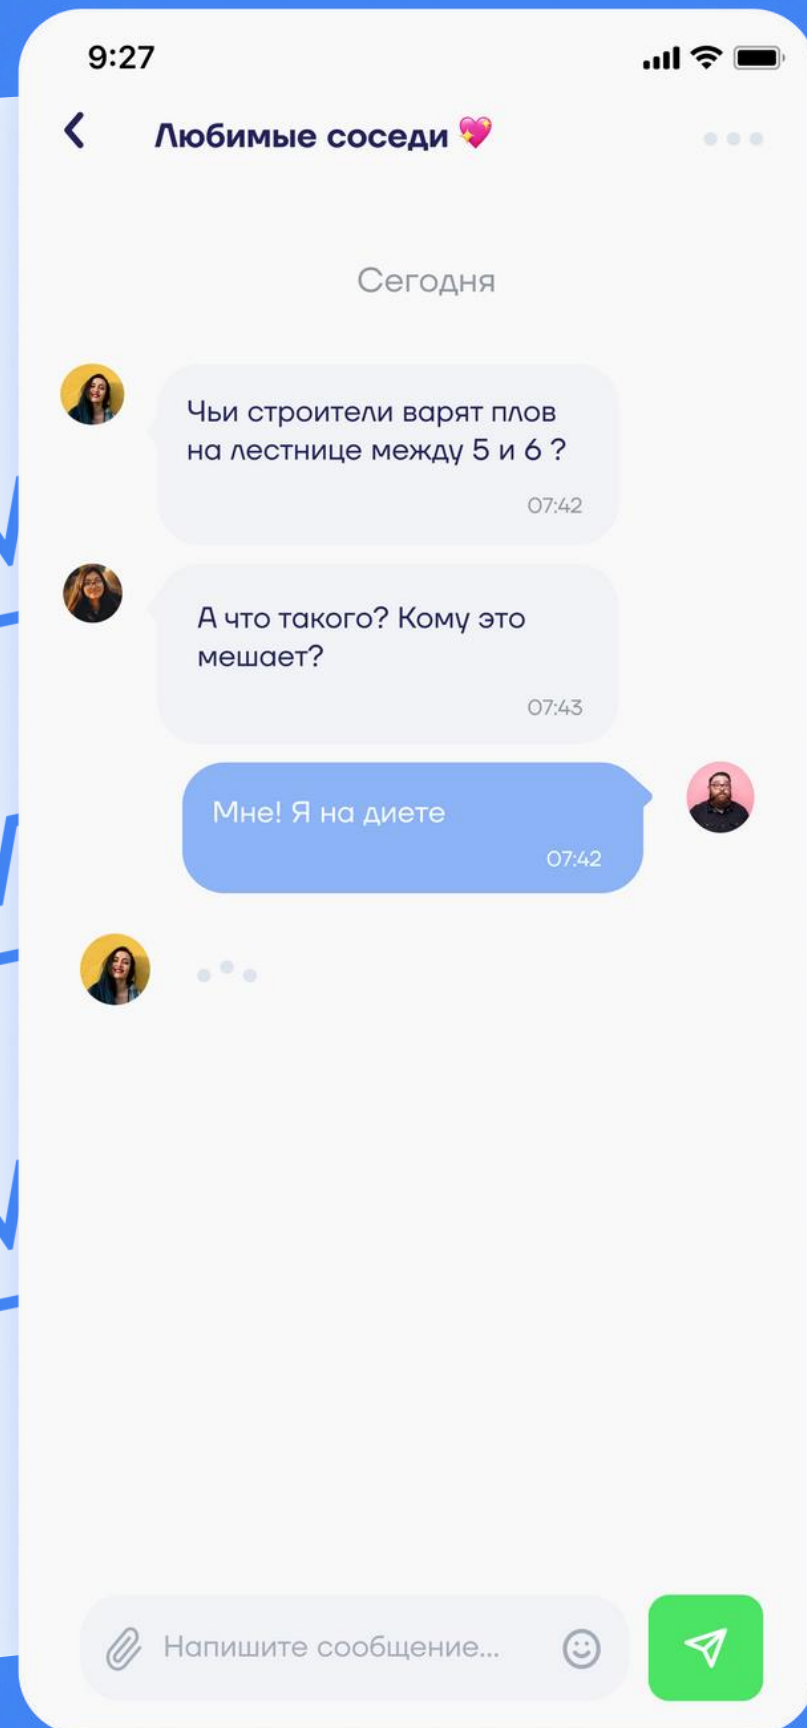 9:27
Любимые соседи 💖
Сегодня
Чьи строители варят плов
на лестнице между 5 и 6 ?
07:42
А что такого? Кому это
мешает?
07:43
Мне! Я на диете
07:42
Напишите сообщение...